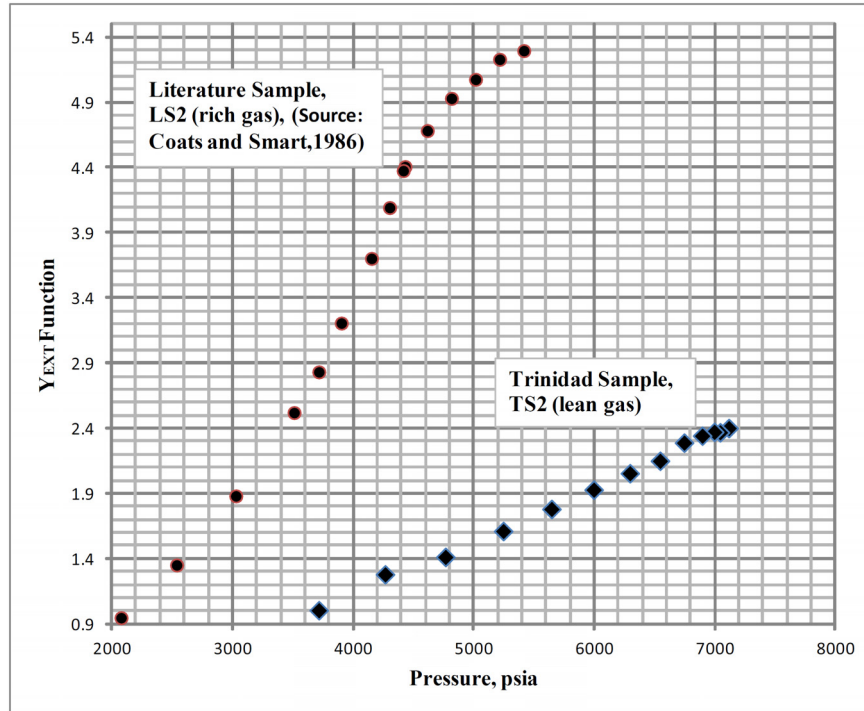 5.4
Literature Sample,
LS2 (rich gas), (Source:
Coats and Smart,1986)
4.9
4.4
3.9
3.4
2.9
2.4
1.9
1.4
0.9
YEXT Function
Trinidad Sample,
TS2 (lean gas)
2000 3000 4000 5000 6000 7000 8000
Pressure, psia